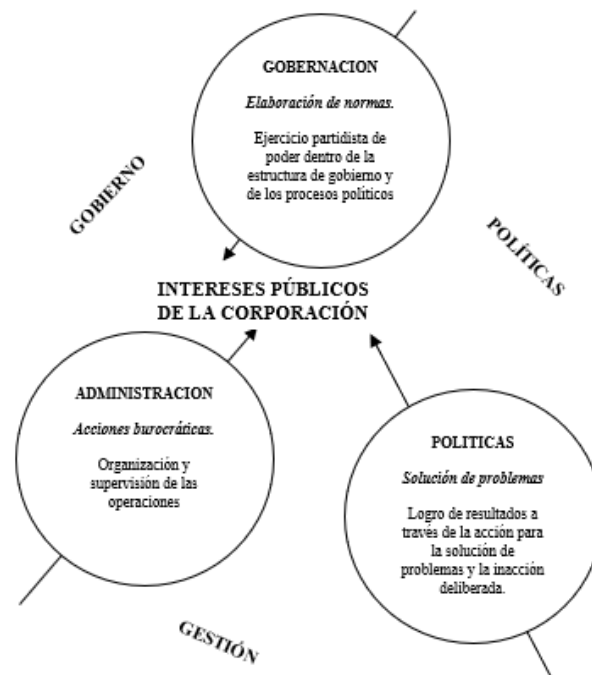 GOBERNACION
Elaboración de normas.
Ejercicio partidista de
poder dentro de la
estructura de gobierno y
de los procesos políticos
GOBIERNO
POLÍTICAS
INTERESES PÚBLICOS
DE LA CORPORACIÓN
ADMINISTRACION
Acciones burocráticas.
Organización y
supervisión de las
operaciones
POLITICAS
Solución de problemas
Logro de resultados a
través de la acción para
la solución de
problemas y la inacción
deliberada.
GESTIÓN